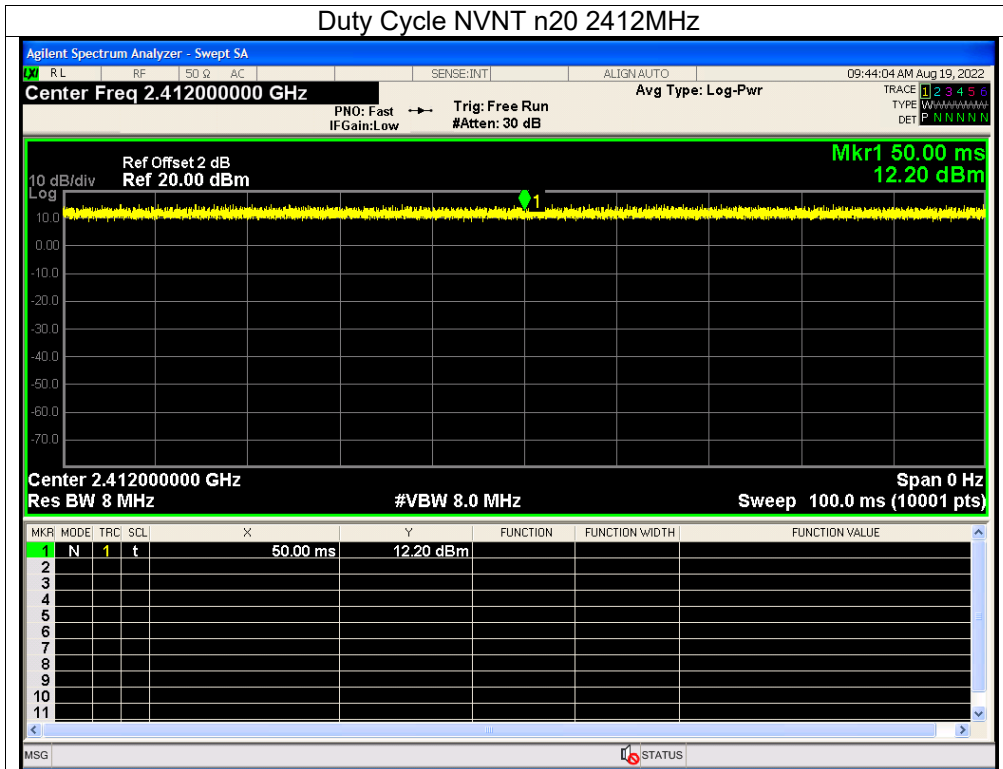 Duty Cycle NVNT n20 2412MHz
Agilent Spectrum Analyzer - Swept SA
LXI RL RF 50 Ω AC SENSE:INT ALIGN AUTO 09:44:04 AM Aug 19, 2022
Center Freq 2.412000000 GHz Avg Type: Log-Pwr TRACE 1 2 3 4 5 6
PNO: Fast Trig: Free Run TYPE WWWWWW
IFGain:Low #Atten: 30 dB DET P N N N N N
Mkr1 50.00 ms
Ref Offset 2 dB
10 dB/div Ref 20.00 dBm 12.20 dBm
Log
1
10.0
0.00
-10.0
-20.0
-30.0
-40.0
-50.0
-60.0
-70.0
Center 2.412000000 GHz Span 0 Hz
Res BW 8 MHz #VBW 8.0 MHz Sweep 100.0 ms (10001 pts)
MKR MODE TRC SCL X Y FUNCTION FUNCTION WIDTH FUNCTION VALUE
1 N 1 t 50.00 ms 12.20 dBm
2
3
4
5
6
7
8
9
10
11
MSG STATUS